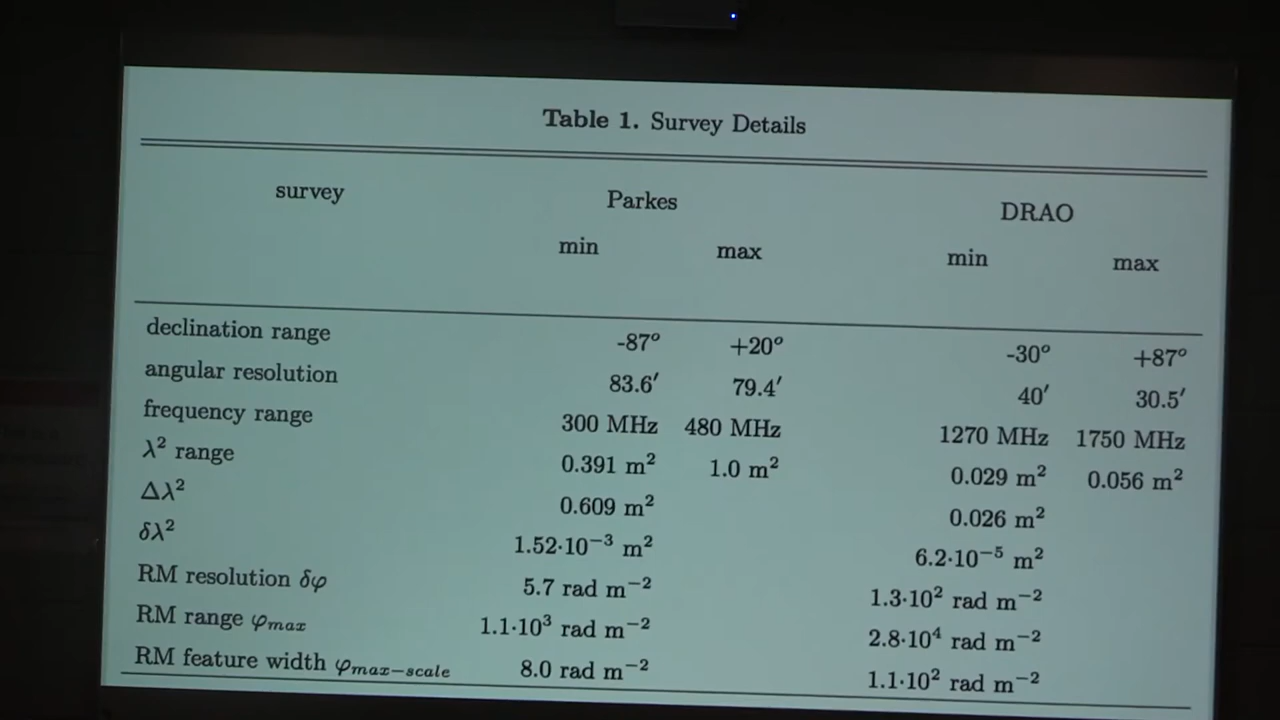 Table 1. Survey Details
survey Parkes DRAO
min max min max
declination range -87° +20° -30° +87°
angular resolution 83.6′ 79.4′ 40′ 30.5′
frequency range 300 MHz 480 MHz 1270 MHz 1750 MHz
λ² range 0.391 m² 1.0 m² 0.029 m² 0.056 m²
Δλ² 0.609 m² 0.026 m²
δλ² 1.52·10⁻³ m² 6.2·10⁻⁵ m²
RM resolution δφ 5.7 rad m⁻² 1.3·10² rad m⁻²
RM range φmax 1.1·10³ rad m⁻² 2.8·10⁴ rad m⁻²
RM feature width φmax−scale 8.0 rad m⁻² 1.1·10² rad m⁻²